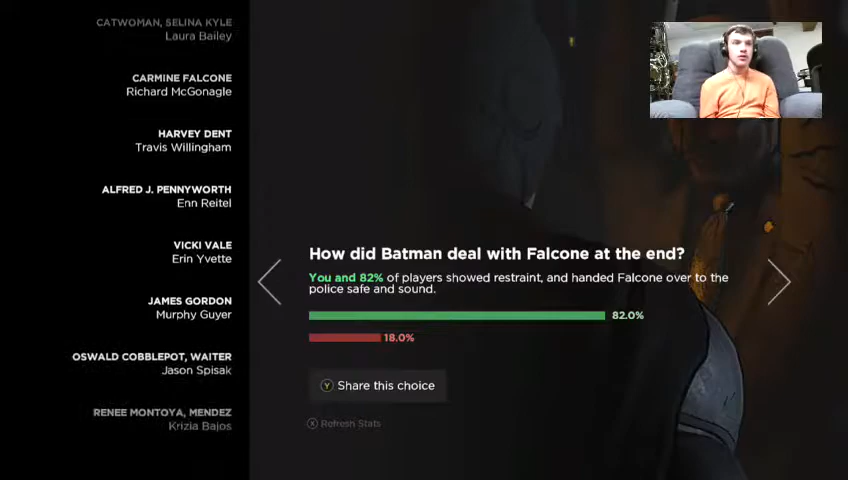 CATWOMAN, SELINA KYLE
Laura Bailey
CARMINE FALCONE
Richard McGonagle
HARVEY DENT
Travis Willingham
ALFRED J. PENNYWORTH
Enn Reitel
VICKI VALE
Erin Yvette
JAMES GORDON
Murphy Guyer
OSWALD COBBLEPOT, WAITER
Jason Spisak
RENEE MONTOYA, MENDEZ
Krizia Bajos
How did Batman deal with Falcone at the end?
You and 82% of players showed restraint, and handed Falcone over to the
police safe and sound.
82.0%
18.0%
Y Share this choice
X Refresh Stats